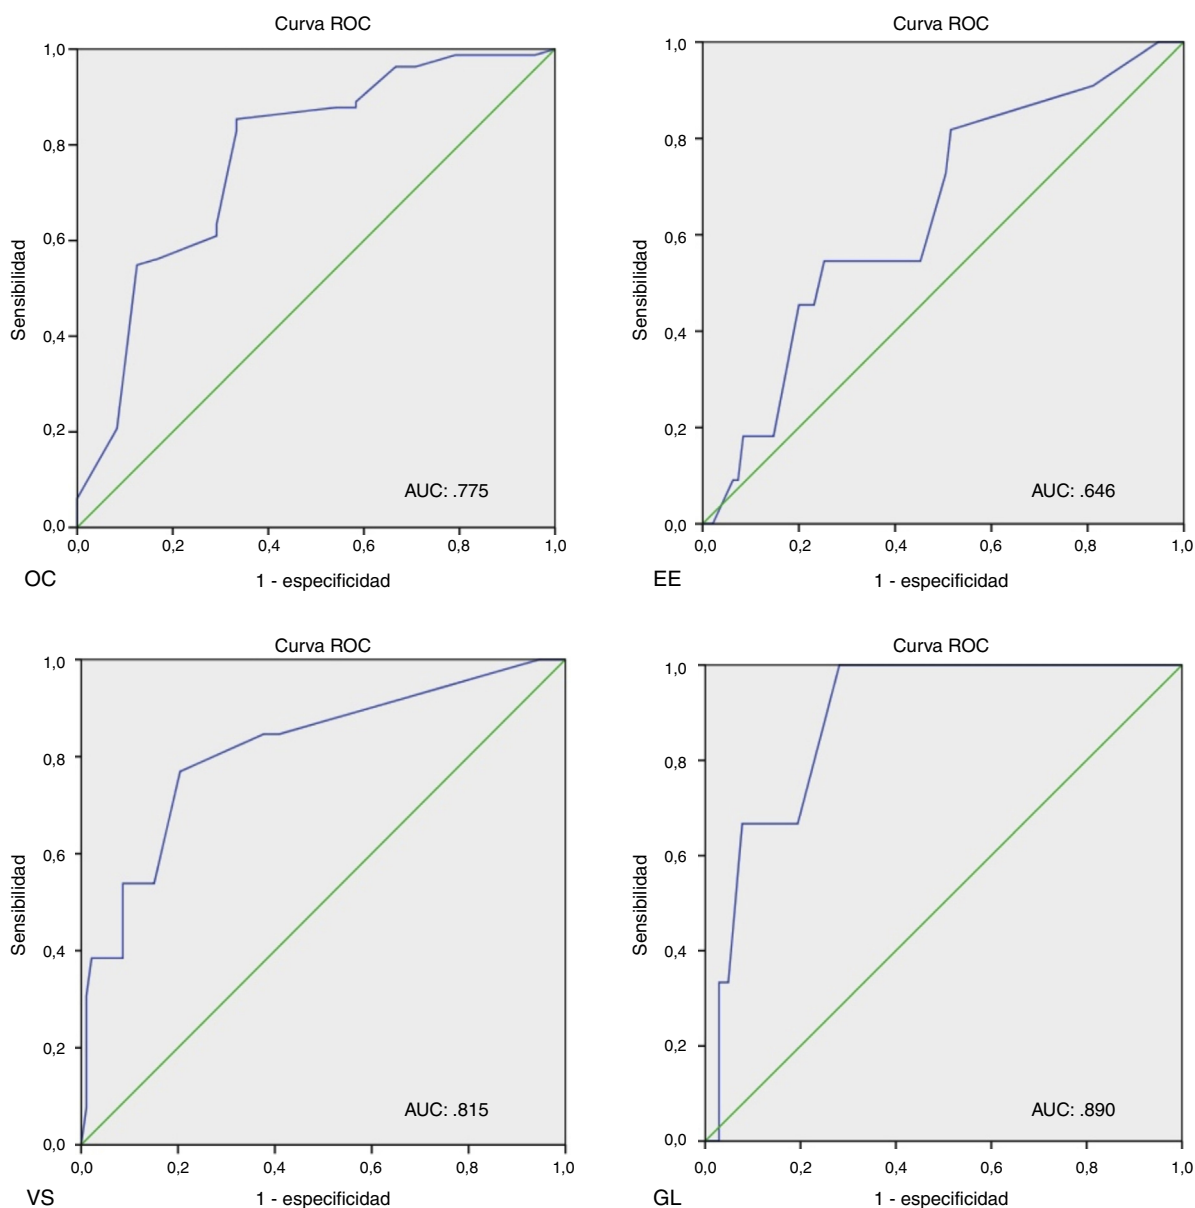 Curva ROC
1,0
0,8
0,6
0,4
0,2
0,0
Sensibilidad
AUC: .775
0,0 0,2 0,4 0,6 0,8 1,0
OC
1 - especificidad
Curva ROC
1,0
0,8
0,6
0,4
0,2
0,0
Sensibilidad
AUC: .646
0,0 0,2 0,4 0,6 0,8 1,0
EE
1 - especificidad
Curva ROC
1,0
0,8
0,6
0,4
0,2
0,0
Sensibilidad
AUC: .815
0,0 0,2 0,4 0,6 0,8 1,0
VS
1 - especificidad
Curva ROC
1,0
0,8
0,6
0,4
0,2
0,0
Sensibilidad
AUC: .890
0,0 0,2 0,4 0,6 0,8 1,0
GL
1 - especificidad